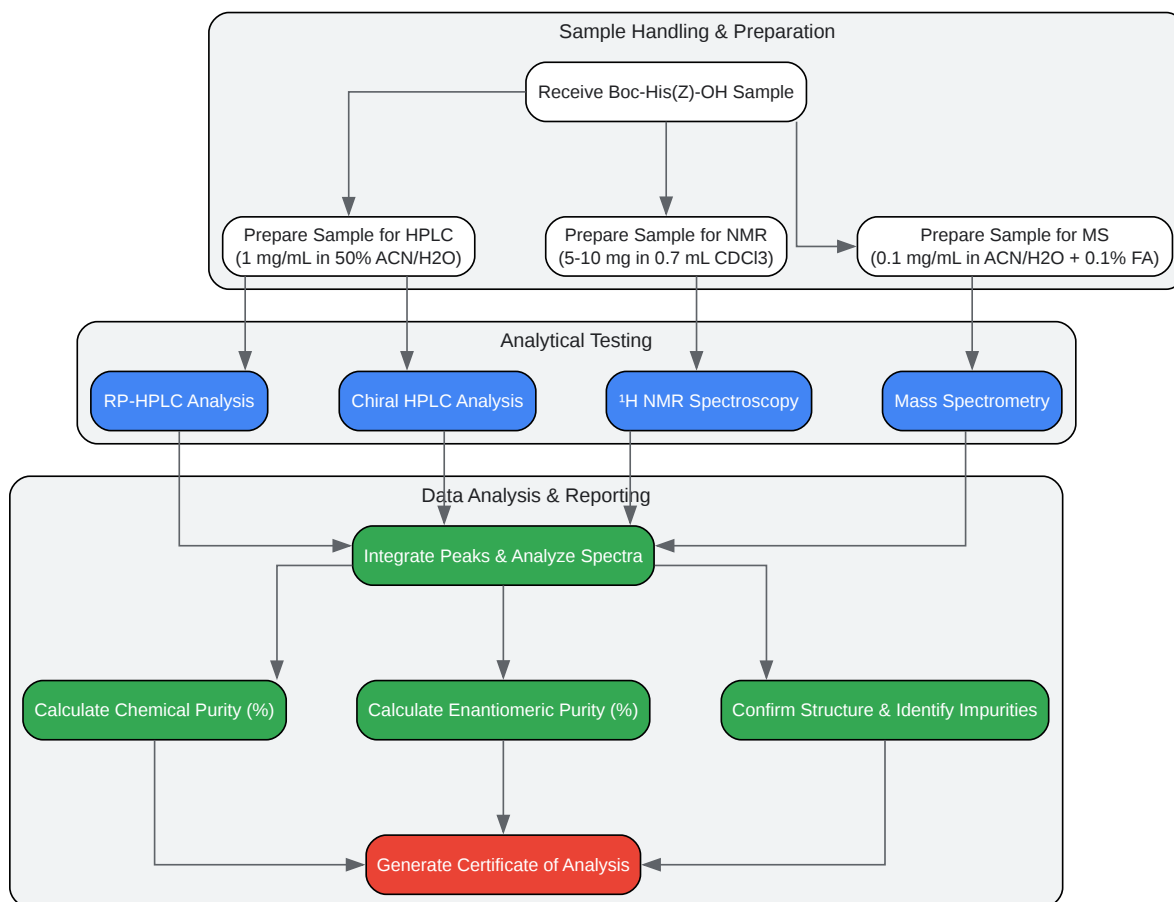 Sample Handling & Preparation
Receive Boc-His(Z)-OH Sample
Prepare Sample for HPLC
(1 mg/mL in 50% ACN/H2O)
Prepare Sample for NMR
(5-10 mg in 0.7 mL CDCl3)
Prepare Sample for MS
(0.1 mg/mL in ACN/H2O + 0.1% FA)
Analytical Testing
RP-HPLC Analysis
Chiral HPLC Analysis
¹H NMR Spectroscopy
Mass Spectrometry
Data Analysis & Reporting
Integrate Peaks & Analyze Spectra
Calculate Chemical Purity (%)
Calculate Enantiomeric Purity (%)
Confirm Structure & Identify Impurities
Generate Certificate of Analysis